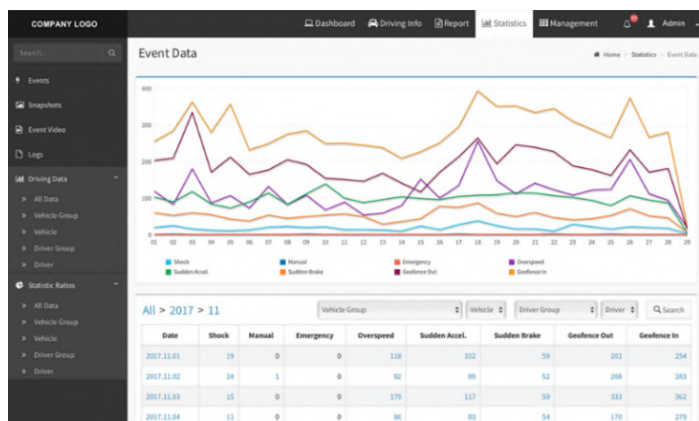 COMPANY LOGO
Dashboard Driving Info Report Statistics Management Admin
Search...
Event Data
Home > Statistics > Event Data
Events
Snapshots
Event Video
Logs
Driving Data
» All Data
» Vehicle Group
» Vehicle
» Driver Group
» Driver
Statistic Ratios
» All Data
» Vehicle Group
» Vehicle
» Driver Group
» Driver
400
300
200
100
0
01 02 03 04 05 06 07 08 09 10 11 12 13 14 15 16 17 18 19 20 21 22 23 24 25 26 27 28 29
Shock Manual Emergency Overspeed
Sudden Accel. Sudden Brake Geofence Out Geofence In
All > 2017 > 11
Vehicle Group Vehicle Driver Group Driver Search
Date Shock Manual Emergency Overspeed Sudden Accel. Sudden Brake Geofence Out Geofence In
2017.11.01 19 0 0 118 102 59 202 254
2017.11.02 24 1 0 82 89 52 208 283
2017.11.03 15 0 0 179 117 59 333 362
2017.11.04 11 0 0 86 83 54 170 279